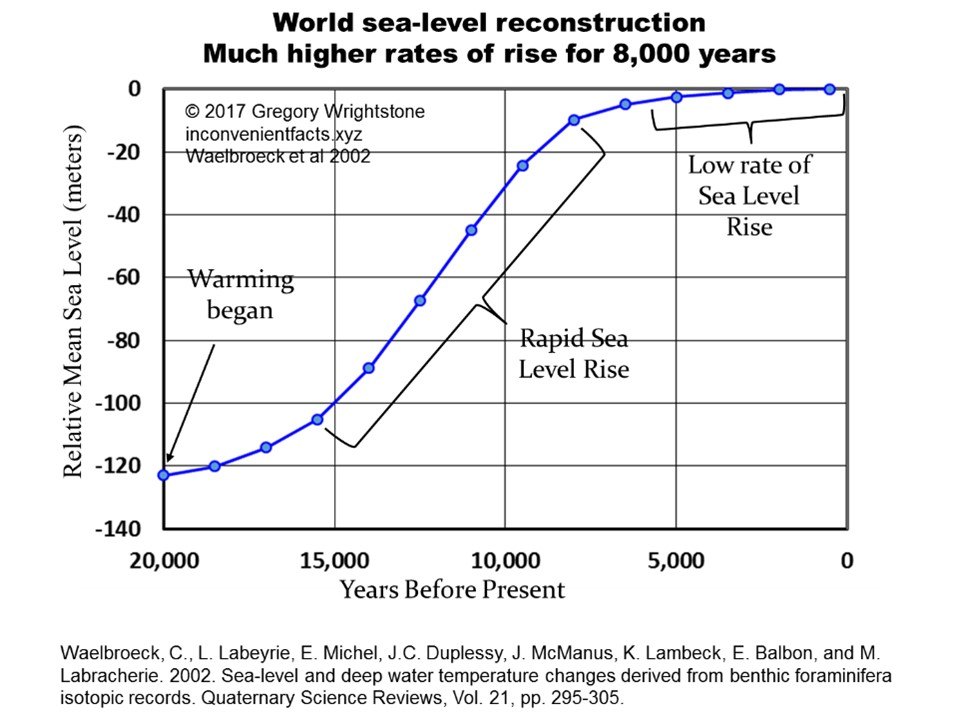 World sea-level reconstruction
Much higher rates of rise for 8,000 years
© 2017 Gregory Wrightstone
inconvenientfacts.xyz
Waelbroeck et al 2002
Relative Mean Sea Level (meters)
0
-20
-40
-60
-80
-100
-120
-140
Warming
began
Low rate of
Sea Level
Rise
Rapid Sea
Level Rise
20,000
15,000
10,000
5,000
0
Years Before Present
Waelbroeck, C., L. Labeyrie, E. Michel, J.C. Duplessy, J. McManus, K. Lambeck, E. Balbon, and M.
Labracherie. 2002. Sea-level and deep water temperature changes derived from benthic foraminifera
isotopic records. Quaternary Science Reviews, Vol. 21, pp. 295-305.